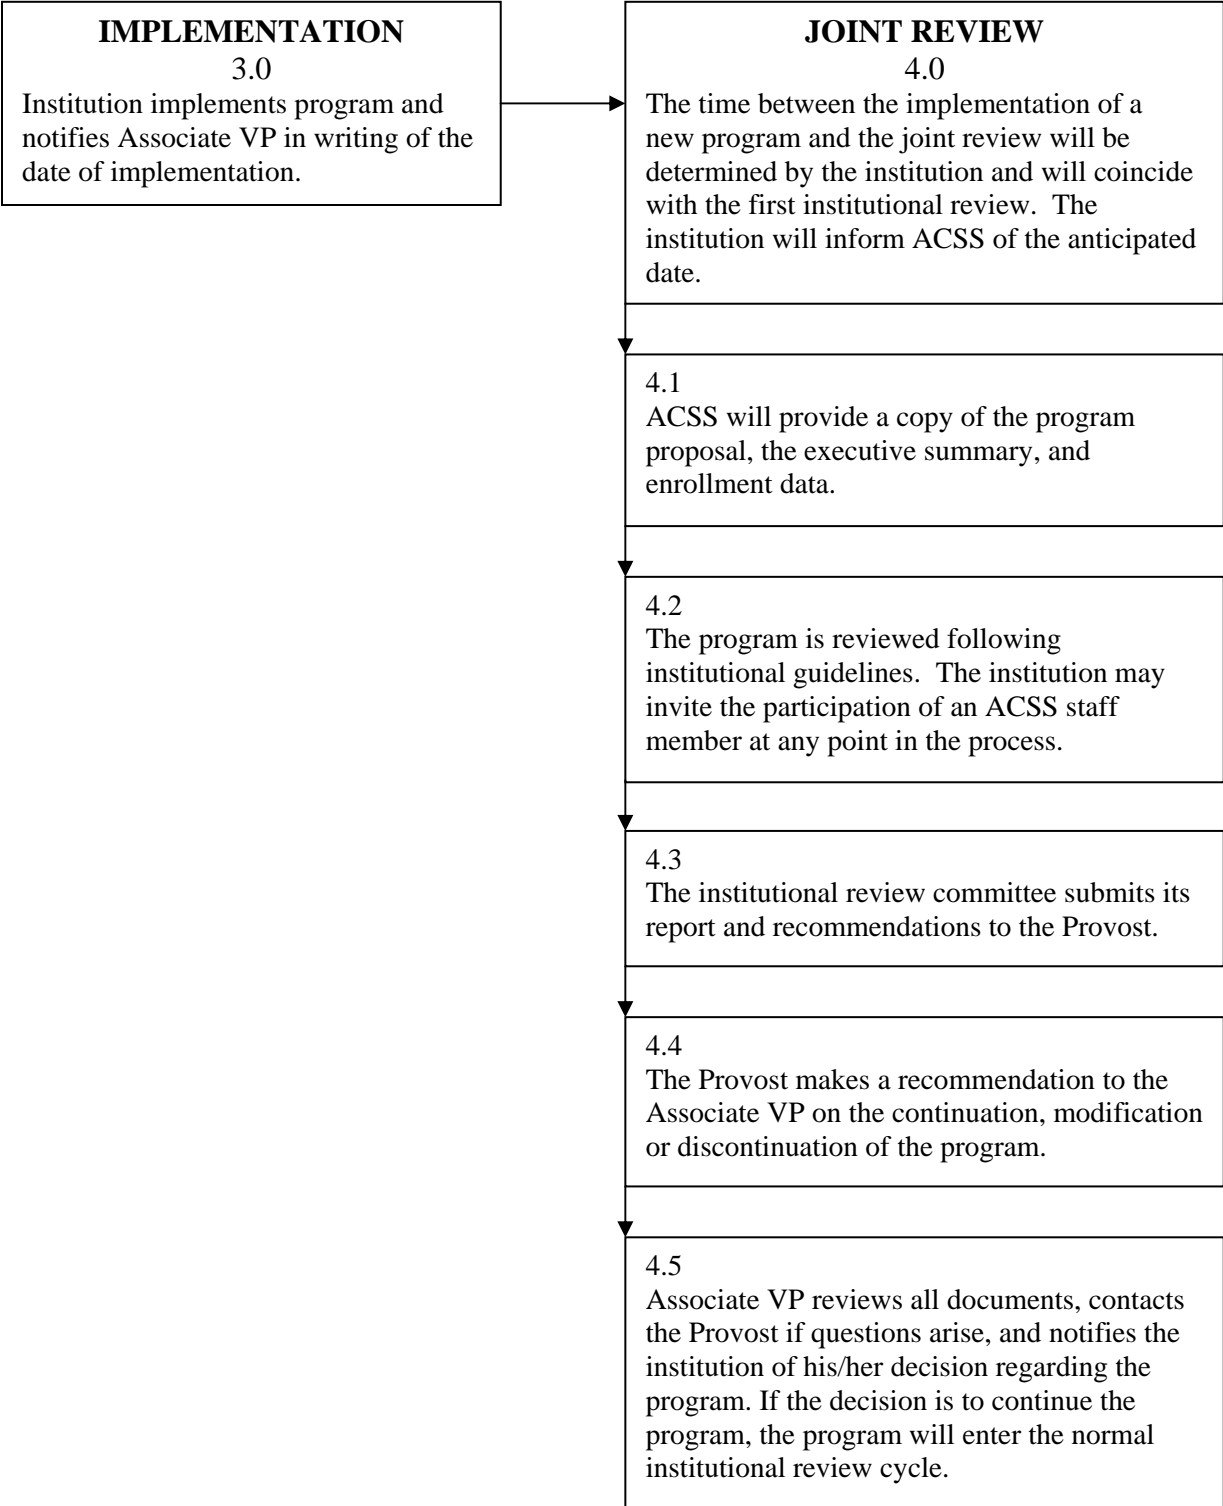 IMPLEMENTATION
3.0
Institution implements program and
notifies Associate VP in writing of the
date of implementation.
JOINT REVIEW
4.0
The time between the implementation of a
new program and the joint review will be
determined by the institution and will coincide
with the first institutional review.  The
institution will inform ACSS of the anticipated
date.
4.1
ACSS will provide a copy of the program
proposal, the executive summary, and
enrollment data.
4.2
The program is reviewed following
institutional guidelines.  The institution may
invite the participation of an ACSS staff
member at any point in the process.
4.3
The institutional review committee submits its
report and recommendations to the Provost.
4.4
The Provost makes a recommendation to the
Associate VP on the continuation, modification
or discontinuation of the program.
4.5
Associate VP reviews all documents, contacts
the Provost if questions arise, and notifies the
institution of his/her decision regarding the
program. If the decision is to continue the
program, the program will enter the normal
institutional review cycle.